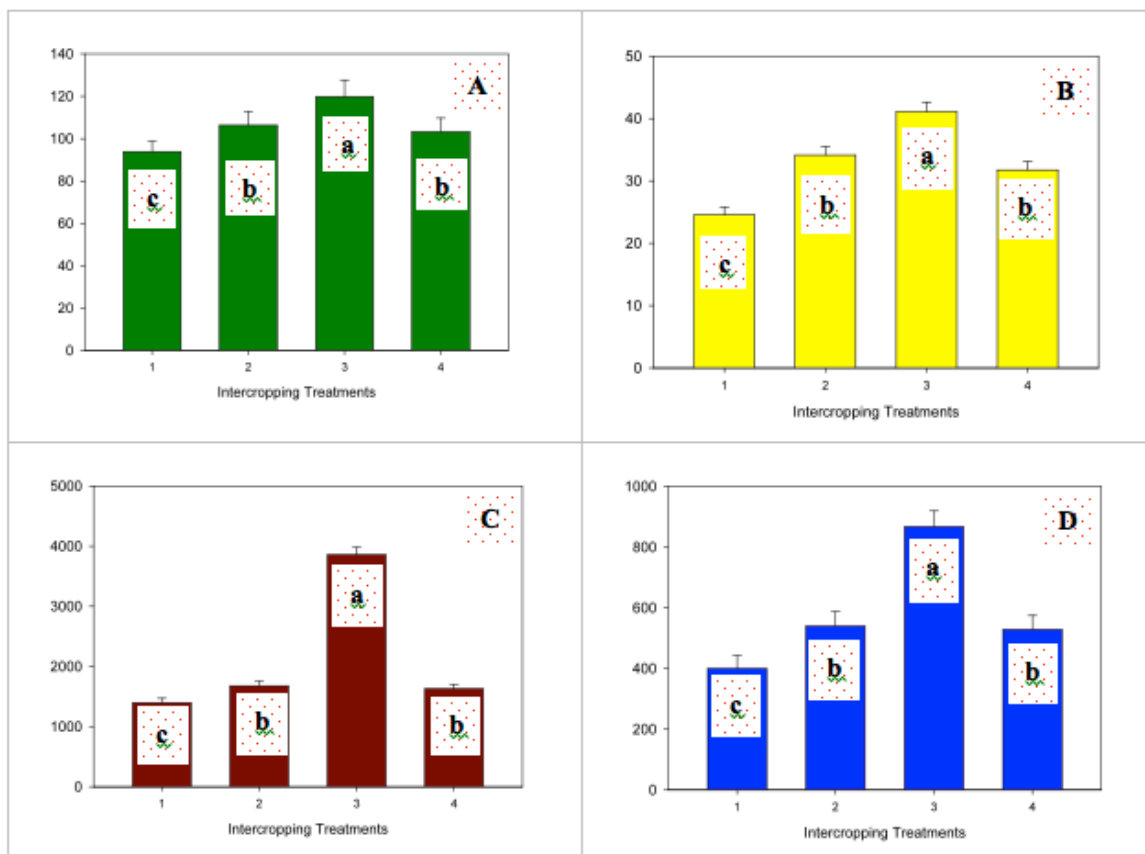 140
120
100
80
60
40
20
0
A
c
b
a
b
1 2 3 4
Intercropping Treatments
50
40
30
20
10
0
B
c
b
a
b
1 2 3 4
Intercropping Treatments
5000
4000
3000
2000
1000
0
C
c
b
a
b
1 2 3 4
Intercropping Treatments
1000
800
600
400
200
0
D
c
b
a
b
1 2 3 4
Intercropping Treatments